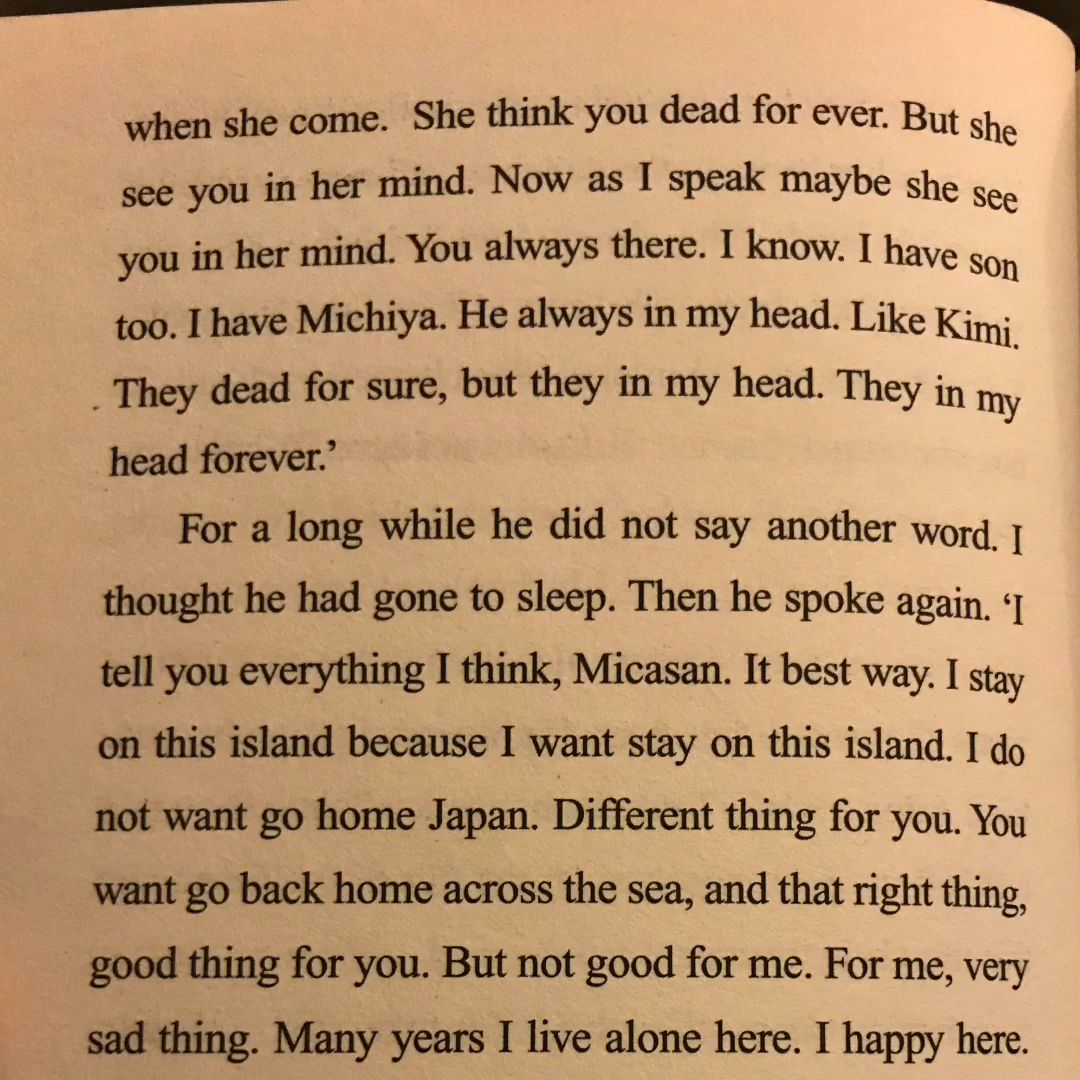 when she come. She think you dead for ever. But she
see you in her mind. Now as I speak maybe she see
you in her mind. You always there. I know. I have son
too. I have Michiya. He always in my head. Like Kimi.
They dead for sure, but they in my head. They in my
head forever.’
For a long while he did not say another word. I
thought he had gone to sleep. Then he spoke again. ‘I
tell you everything I think, Micasan. It best way. I stay
on this island because I want stay on this island. I do
not want go home Japan. Different thing for you. You
want go back home across the sea, and that right thing,
good thing for you. But not good for me. For me, very
sad thing. Many years I live alone here. I happy here.